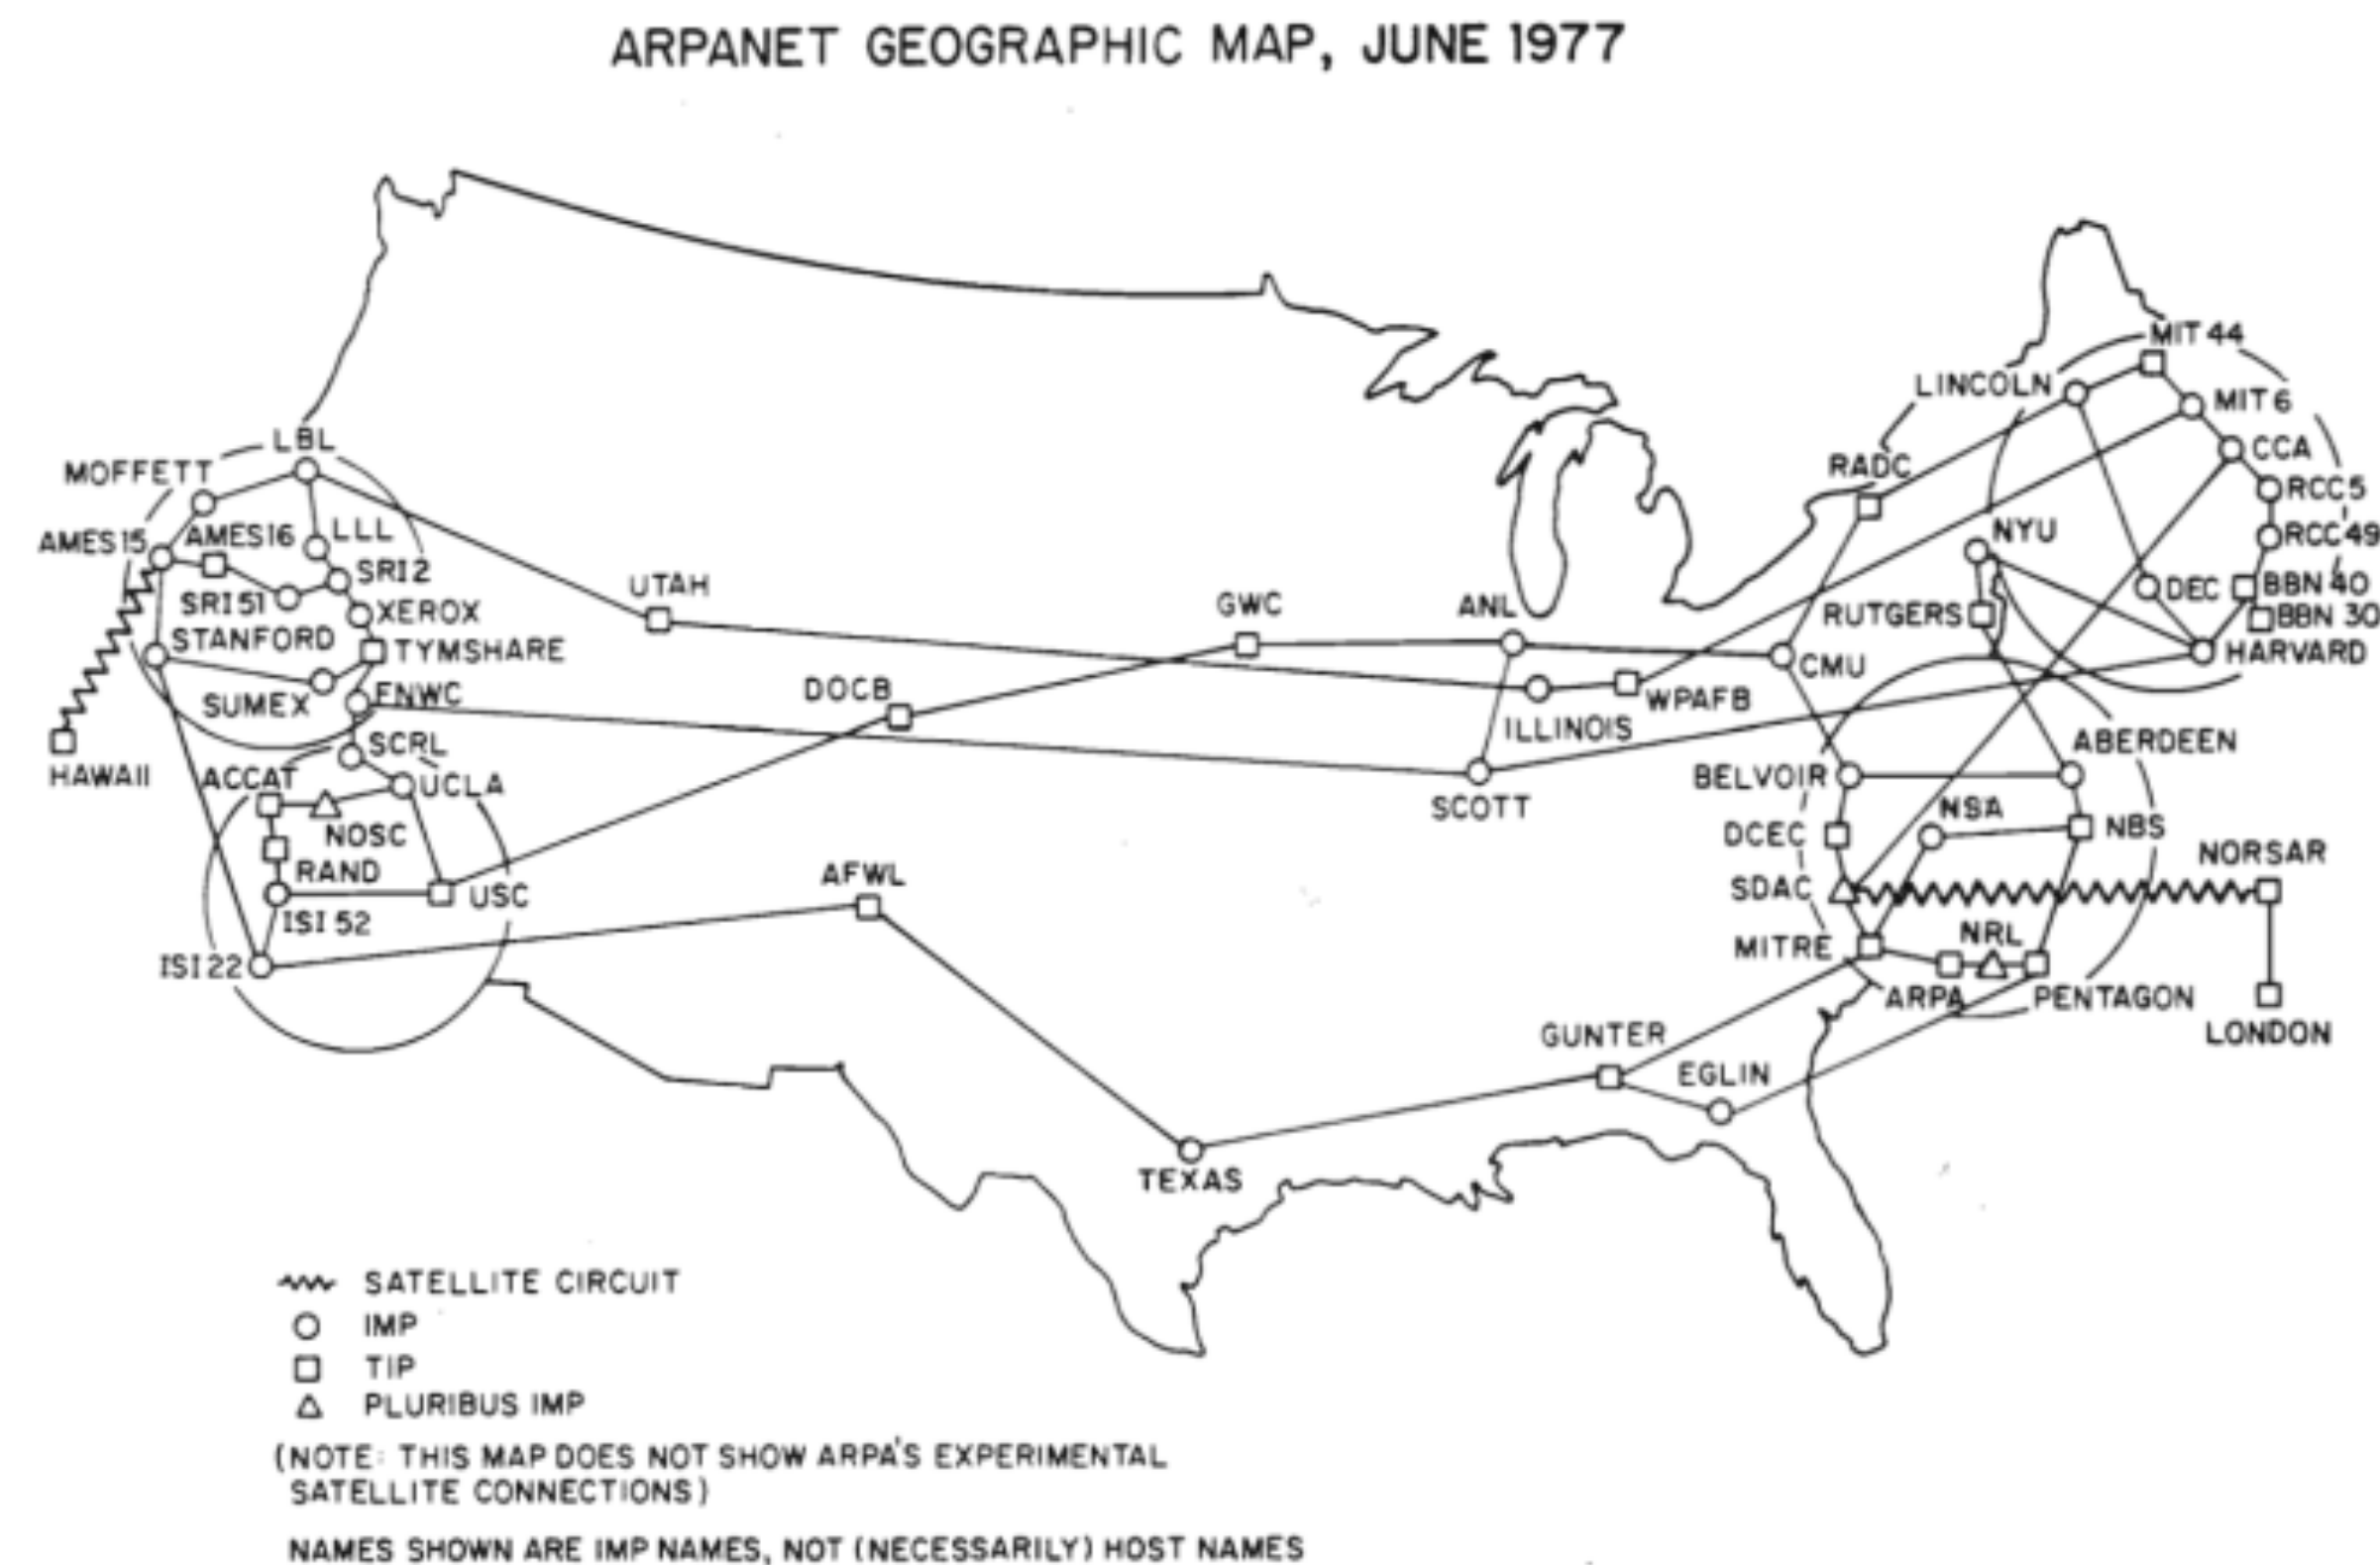 ARPANET GEOGRAPHIC MAP, JUNE 1977
MIT 44
LINCOLN
MIT 6
CCA
RCC 5
RCC 49
RADC
NYU
DEC
BBN 40
BBN 30
RUTGERS
HARVARD
LBL
MOFFETT
AMES 15
AMES 16
LLL
SRI 2
SRI 51
XEROX
STANFORD
TYMSHARE
SUMEX
FNWC
SCRL
HAWAII
ACCAT
UCLA
NOSC
RAND
USC
ISI 52
ISI 22
UTAH
DOCB
GWC
ANL
CMU
WPAFB
ILLINOIS
SCOTT
AFWL
TEXAS
GUNTER
EGLIN
BELVOIR
ABERDEEN
DCEC
NSA
NBS
SDAC
NORSAR
MITRE
NRL
ARPA
PENTAGON
LONDON
SATELLITE CIRCUIT
IMP
TIP
PLURIBUS IMP
(NOTE: THIS MAP DOES NOT SHOW ARPA'S EXPERIMENTAL
SATELLITE CONNECTIONS)
NAMES SHOWN ARE IMP NAMES, NOT (NECESSARILY) HOST NAMES